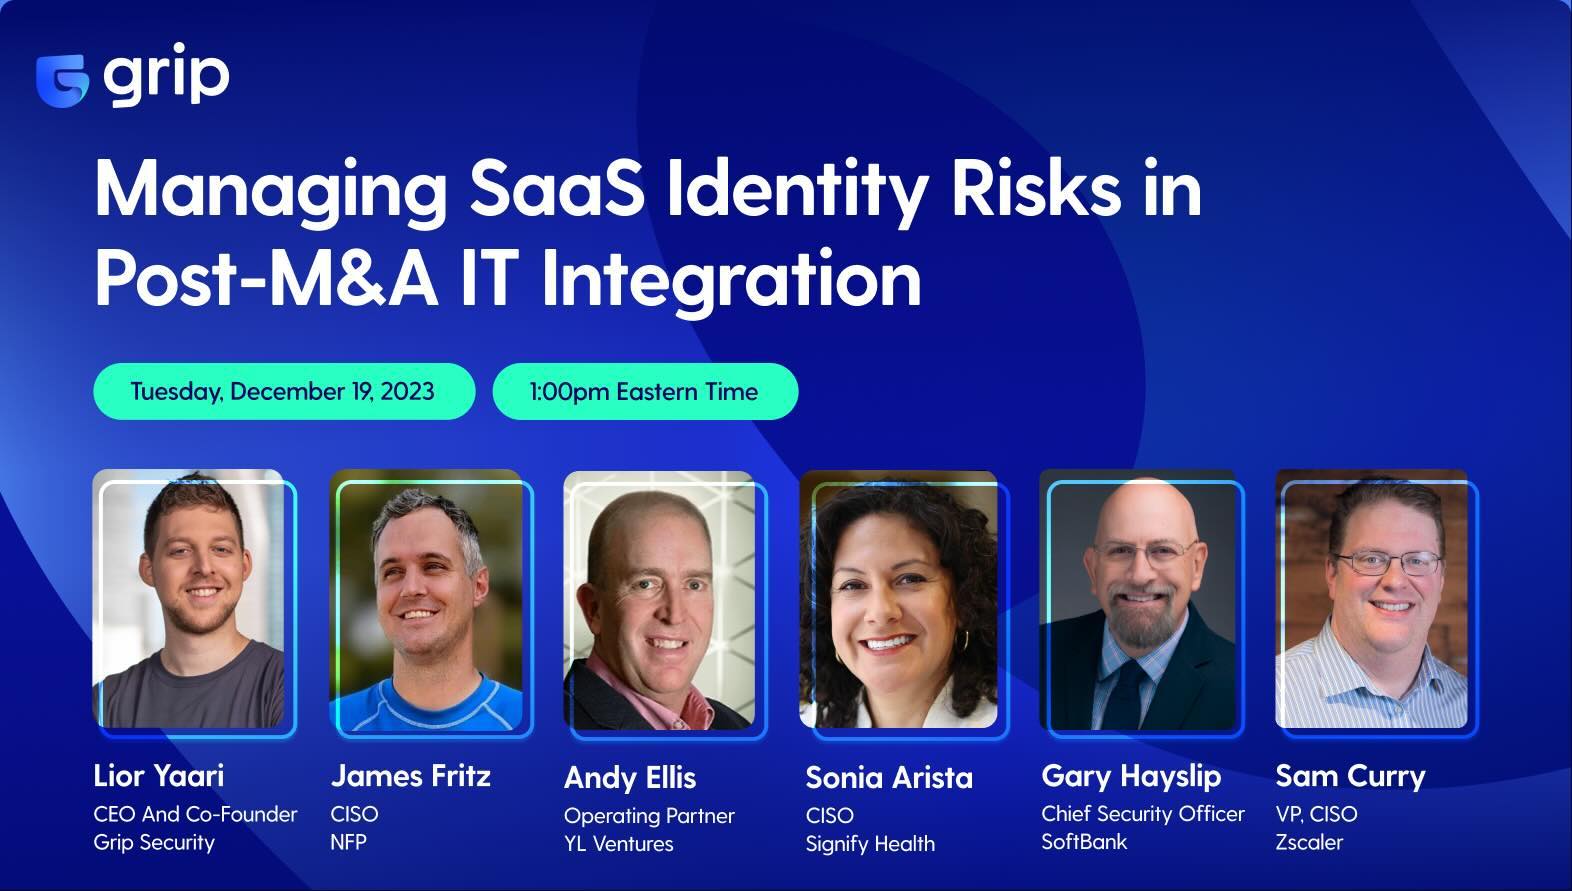 grip
Managing SaaS Identity Risks in
Post-M&A IT Integration
Tuesday, December 19, 2023
1:00pm Eastern Time
Lior Yaari
CEO And Co-Founder
Grip Security
James Fritz
CISO
NFP
Andy Ellis
Operating Partner
YL Ventures
Sonia Arista
CISO
Signify Health
Gary Hayslip
Chief Security Officer
SoftBank
Sam Curry
VP, CISO
Zscaler